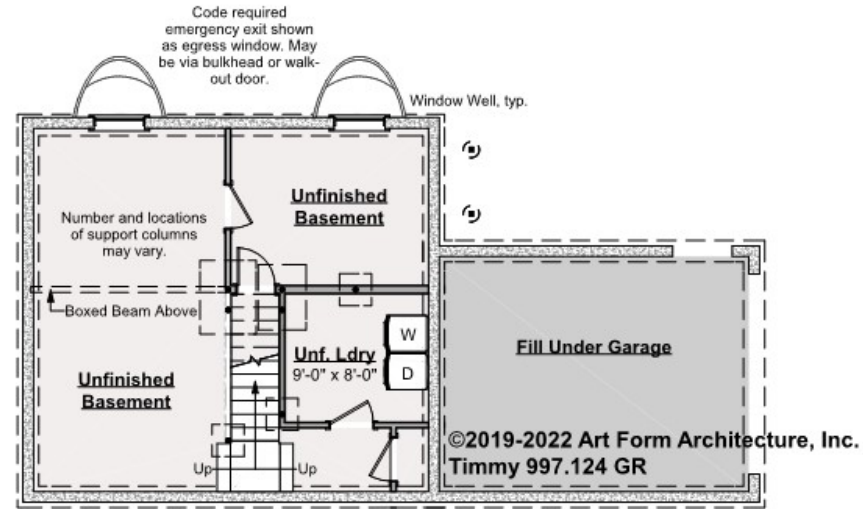 Code required
emergency exit shown
as egress window. May
be via bulkhead or walk-
out door.
Window Well, typ.
Unfinished
Basement
Number and locations
of support columns
may vary.
Boxed Beam Above
Unfinished
Basement
Unf. Ldry
9'-0" x 8'-0"
W
D
Fill Under Garage
Up
Up
©2019-2022 Art Form Architecture, Inc.
Timmy 997.124 GR